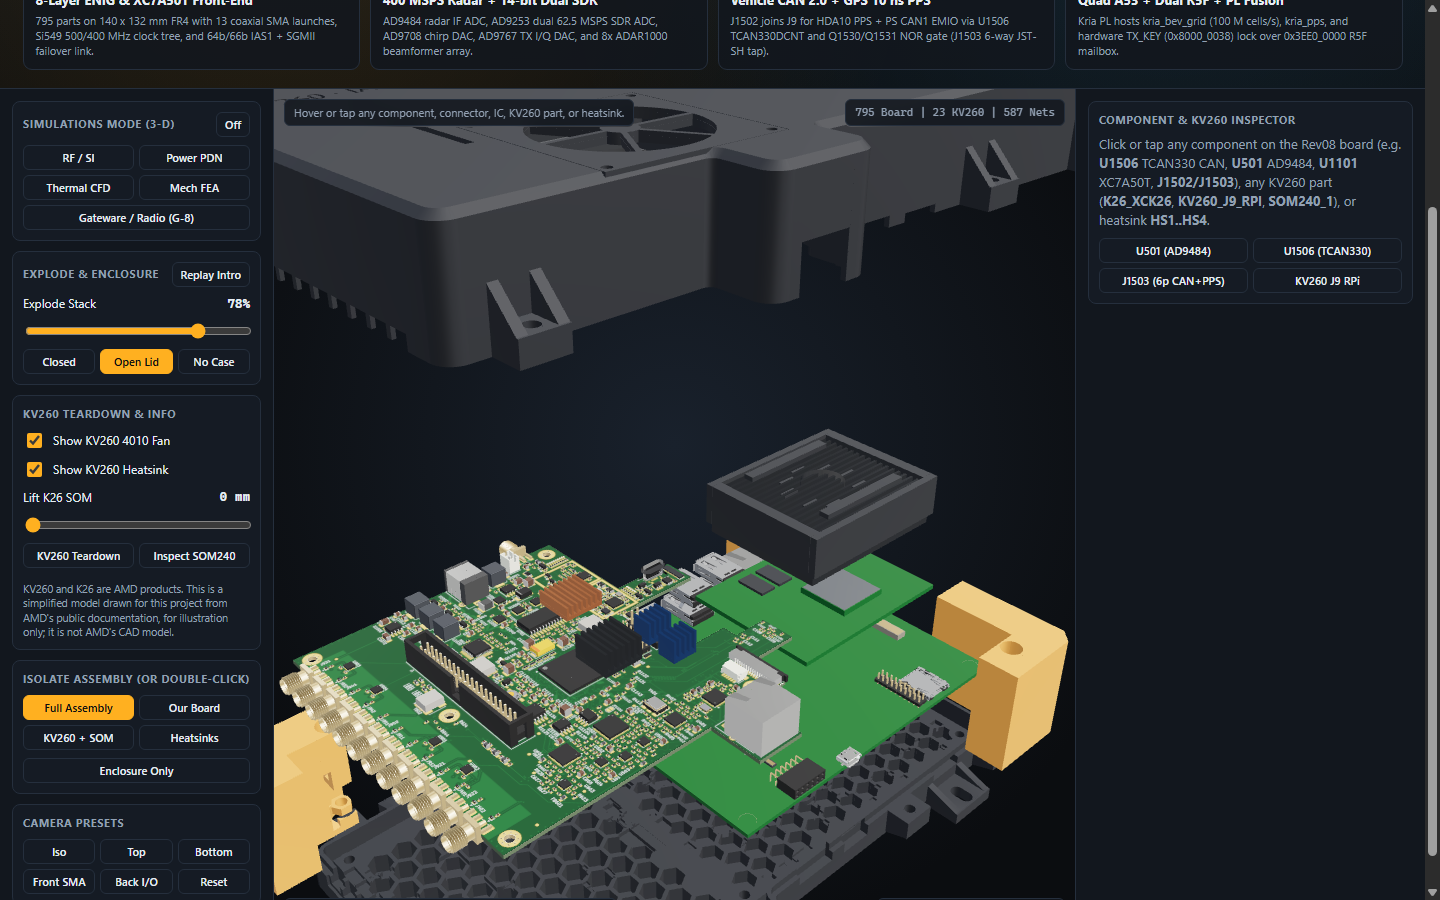 8-Layer ENIG & XC7A50T Front-End
795 parts on 140 x 132 mm FR4 with 13 coaxial SMA launches,
Si549 500/400 MHz clock tree, and 64b/66b IAS1 + SGMII
failover link.
400 MSPS Radar + 14-bit Dual SDR
AD9484 radar IF ADC, AD9253 dual 62.5 MSPS SDR ADC,
AD9708 chirp DAC, AD9767 TX I/Q DAC, and 8x ADAR1000
beamformer array.
Vehicle CAN 2.0 + GPS 10 ns PPS
J1502 joins J9 for HDA10 PPS + PS CAN1 EMIO via U1506
TCAN330DCNT and Q1530/Q1531 NOR gate (J1503 6-way JST-
SH tap).
Quad A53 + Dual R5F + PL Fusion
Kria PL hosts kria_bev_grid (100 M cells/s), kria_pps, and
hardware TX_KEY (0x8000_0038) lock over 0x3EE0_0000 R5F
mailbox.
SIMULATIONS MODE (3-D)
Off
RF / SI
Power PDN
Thermal CFD
Mech FEA
Gateware / Radio (G-8)
EXPLODE & ENCLOSURE
Replay Intro
Explode Stack
78%
Closed
Open Lid
No Case
KV260 TEARDOWN & INFO
Show KV260 4010 Fan
Show KV260 Heatsink
Lift K26 SOM
0 mm
KV260 Teardown
Inspect SOM240
KV260 and K26 are AMD products. This is a
simplified model drawn for this project from
AMD's public documentation, for illustration
only; it is not AMD's CAD model.
ISOLATE ASSEMBLY (OR DOUBLE-CLICK)
Full Assembly
Our Board
KV260 + SOM
Heatsinks
Enclosure Only
CAMERA PRESETS
Iso
Top
Bottom
Front SMA
Back I/O
Reset
Hover or tap any component, connector, IC, KV260 part, or heatsink.
795 Board | 23 KV260 | 587 Nets
COMPONENT & KV260 INSPECTOR
Click or tap any component on the Rev08 board (e.g.
U1506 TCAN330 CAN, U501 AD9484, U1101
XC7A50T, J1502/J1503), any KV260 part
(K26_XCK26, KV260_J9_RPI, SOM240_1), or
heatsink HS1..HS4.
U501 (AD9484)
U1506 (TCAN330)
J1503 (6p CAN+PPS)
KV260 J9 RPi